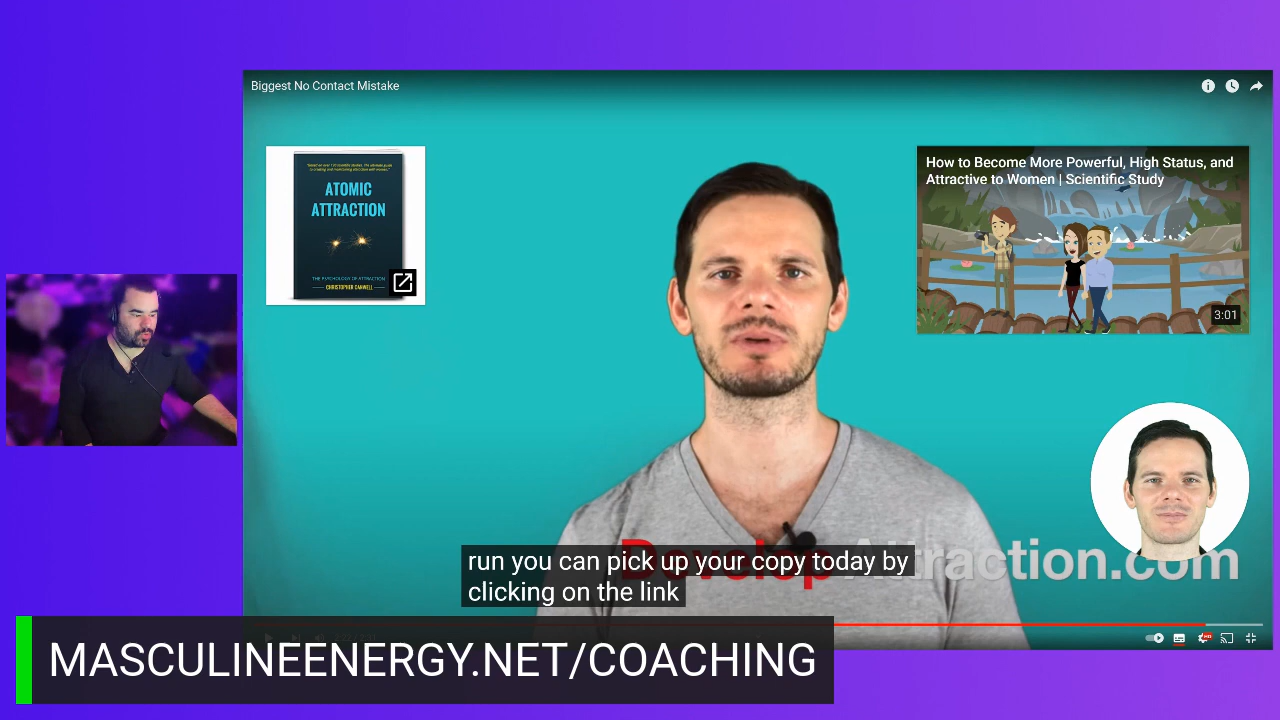 Biggest No Contact Mistake
ATOMIC
ATTRACTION
THE PSYCHOLOGY OF ATTRACTION
CHRISTOPHER CANWELL
How to Become More Powerful, High Status, and
Attractive to Women | Scientific Study
3:01
DevelopAttraction.com
run you can pick up your copy today by
clicking on the link
MASCULINEENERGY.NET/COACHING